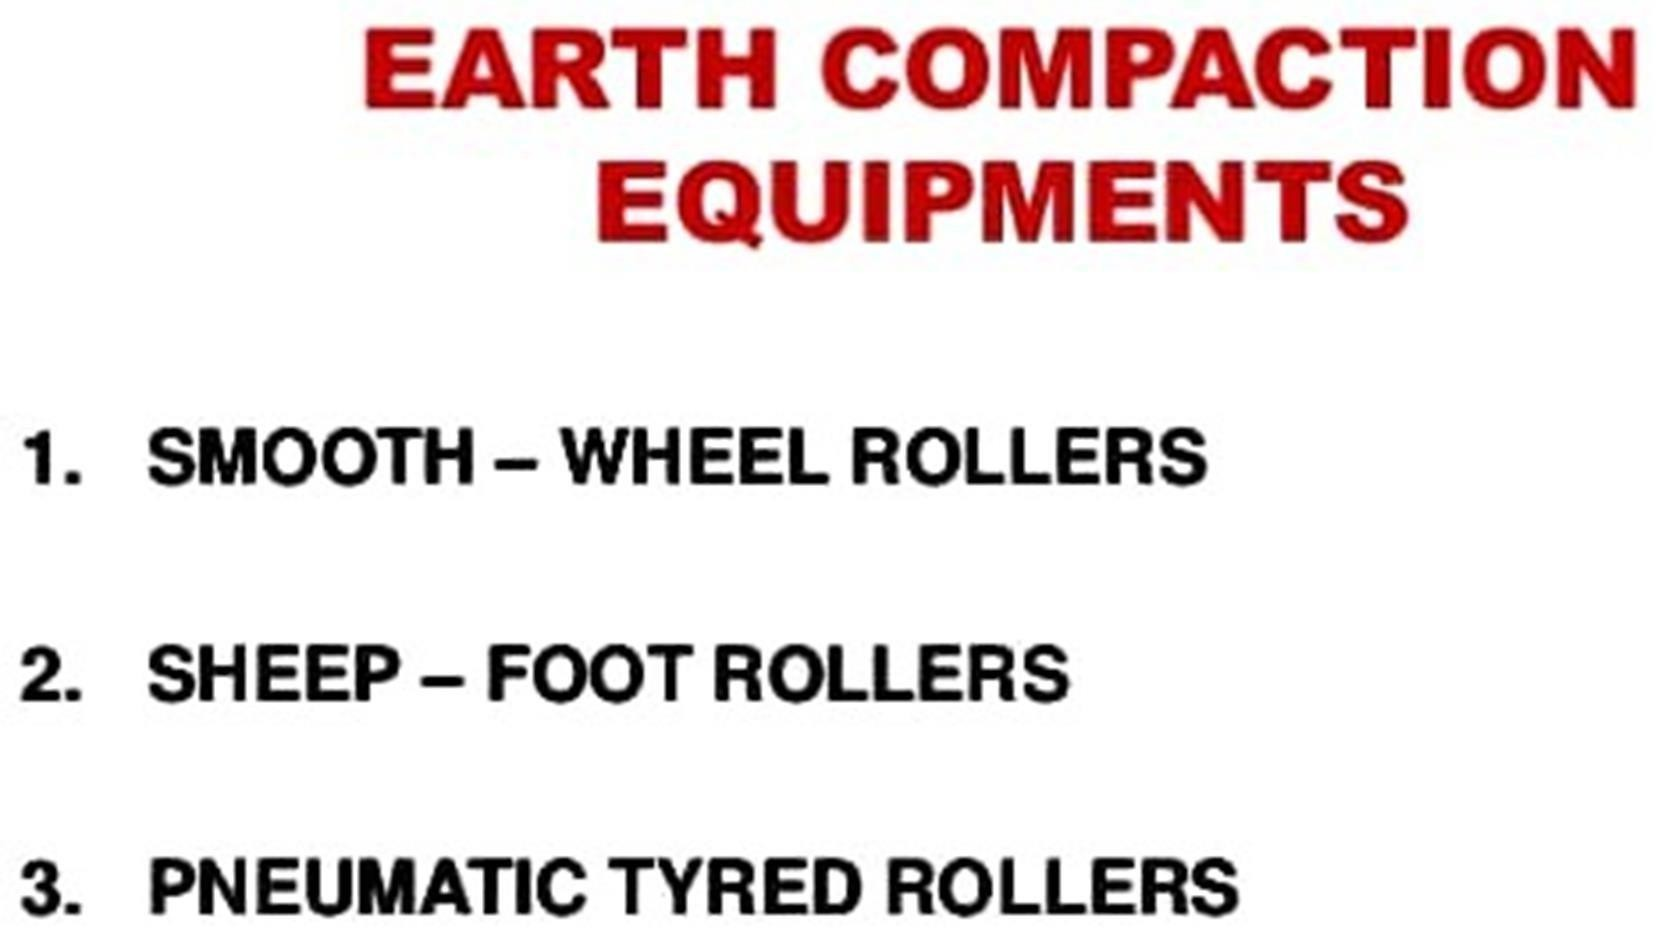 EARTH COMPACTION
EQUIPMENTS
1. SMOOTH – WHEEL ROLLERS
2. SHEEP – FOOT ROLLERS
3. PNEUMATIC TYRED ROLLERS